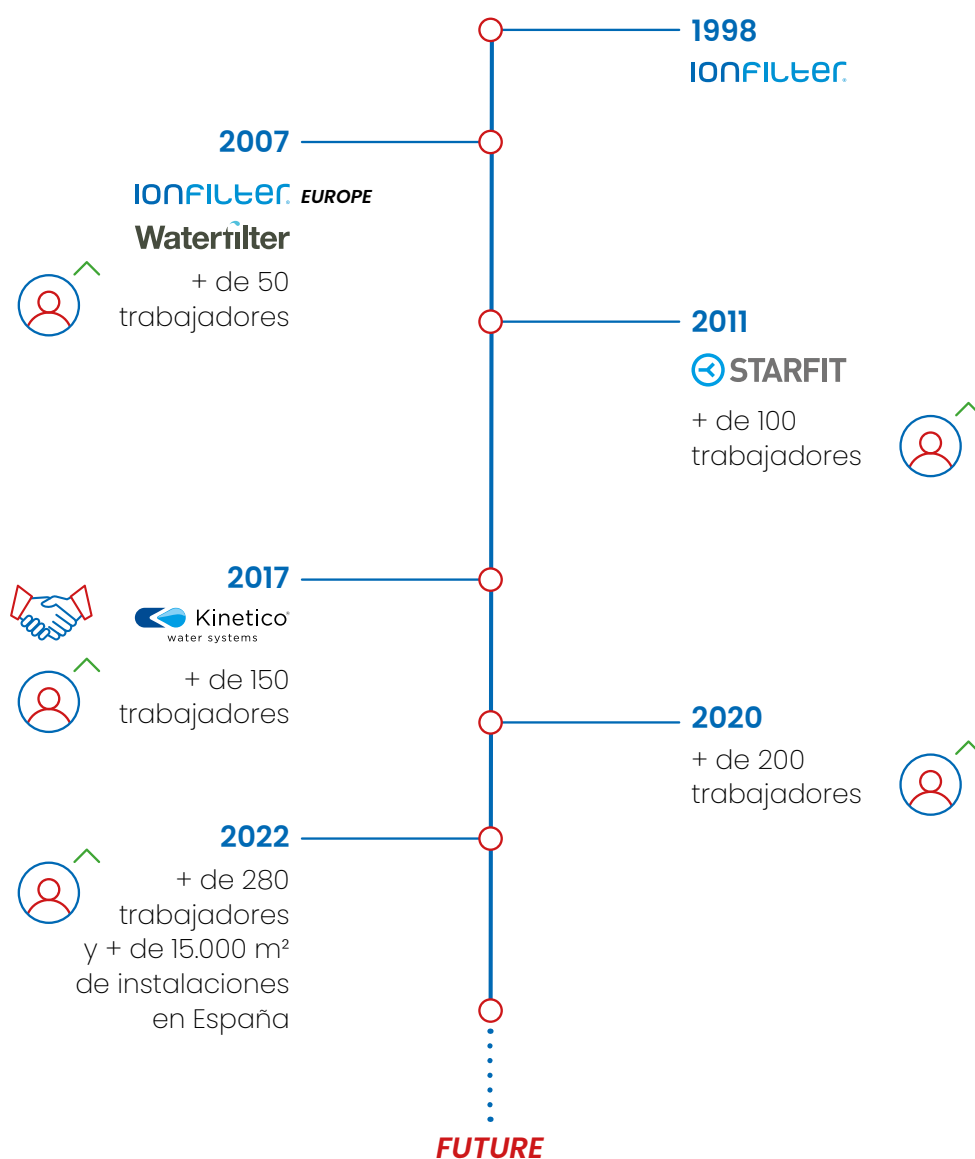 1998
IONFILTER®
2007
IONFILTER® EUROPE
Waterfilter
+ de 50
trabajadores
2011
STARFIT
+ de 100
trabajadores
2017
Kinetico®
water systems
+ de 150
trabajadores
2020
+ de 200
trabajadores
2022
+ de 280
trabajadores
y + de 15.000 m²
de instalaciones
en España
FUTURE